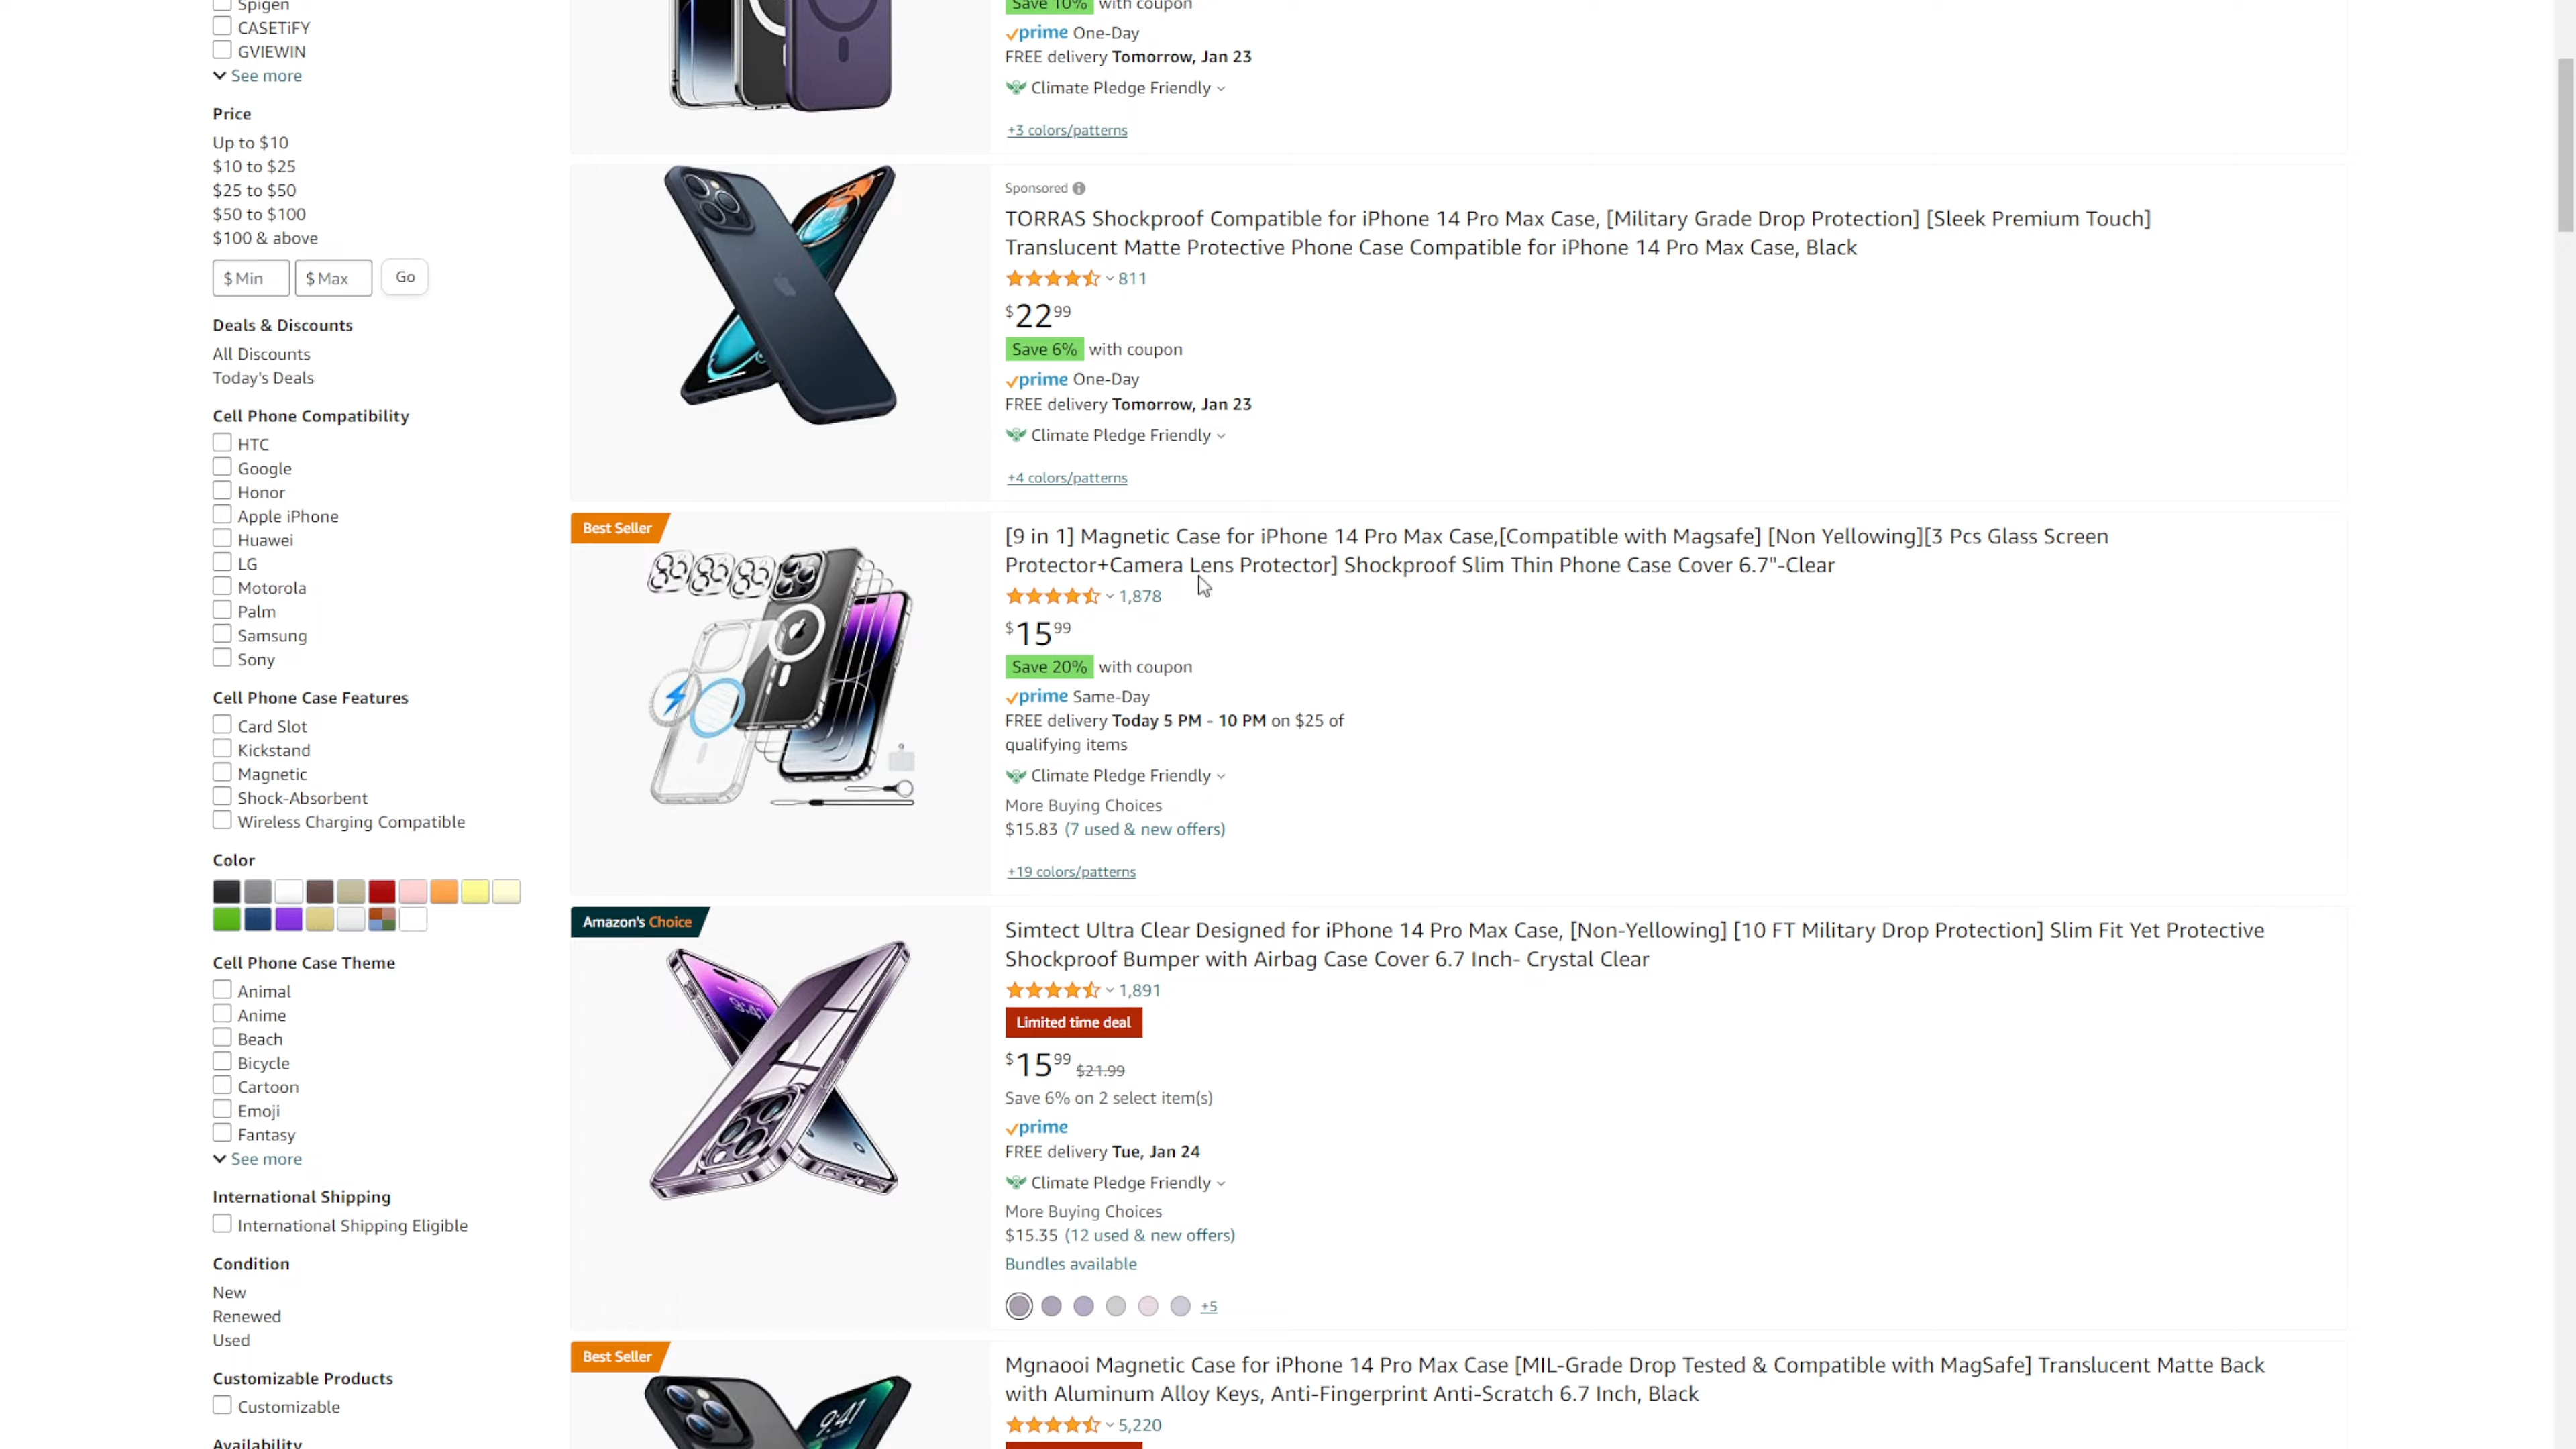 Spigen
CASETiFY
GVIEWIN
See more
Price
Up to $10
$10 to $25
$25 to $50
$50 to $100
$100 & above
$ Min $ Max Go
Deals & Discounts
All Discounts
Today's Deals
Cell Phone Compatibility
HTC
Google
Honor
Apple iPhone
Huawei
LG
Motorola
Palm
Samsung
Sony
Cell Phone Case Features
Card Slot
Kickstand
Magnetic
Shock-Absorbent
Wireless Charging Compatible
Color
Cell Phone Case Theme
Animal
Anime
Beach
Bicycle
Cartoon
Emoji
Fantasy
See more
International Shipping
International Shipping Eligible
Condition
New
Renewed
Used
Customizable Products
Customizable
Availability
Save 10% with coupon
prime One-Day
FREE delivery Tomorrow, Jan 23
Climate Pledge Friendly
+3 colors/patterns
Sponsored
TORRAS Shockproof Compatible for iPhone 14 Pro Max Case, [Military Grade Drop Protection] [Sleek Premium Touch]
Translucent Matte Protective Phone Case Compatible for iPhone 14 Pro Max Case, Black
811
$22.99
Save 6% with coupon
prime One-Day
FREE delivery Tomorrow, Jan 23
Climate Pledge Friendly
+4 colors/patterns
Best Seller
[9 in 1] Magnetic Case for iPhone 14 Pro Max Case,[Compatible with Magsafe] [Non Yellowing][3 Pcs Glass Screen
Protector+Camera Lens Protector] Shockproof Slim Thin Phone Case Cover 6.7"-Clear
1,878
$15.99
Save 20% with coupon
prime Same-Day
FREE delivery Today 5 PM - 10 PM on $25 of
qualifying items
Climate Pledge Friendly
More Buying Choices
$15.83 (7 used & new offers)
+19 colors/patterns
Amazon's Choice
Simtect Ultra Clear Designed for iPhone 14 Pro Max Case, [Non-Yellowing] [10 FT Military Drop Protection] Slim Fit Yet Protective
Shockproof Bumper with Airbag Case Cover 6.7 Inch- Crystal Clear
1,891
Limited time deal
$15.99 $21.99
Save 6% on 2 select item(s)
prime
FREE delivery Tue, Jan 24
Climate Pledge Friendly
More Buying Choices
$15.35 (12 used & new offers)
Bundles available
+5
Best Seller
9:41
Mgnaooi Magnetic Case for iPhone 14 Pro Max Case [MIL-Grade Drop Tested & Compatible with MagSafe] Translucent Matte Back
with Aluminum Alloy Keys, Anti-Fingerprint Anti-Scratch 6.7 Inch, Black
5,220